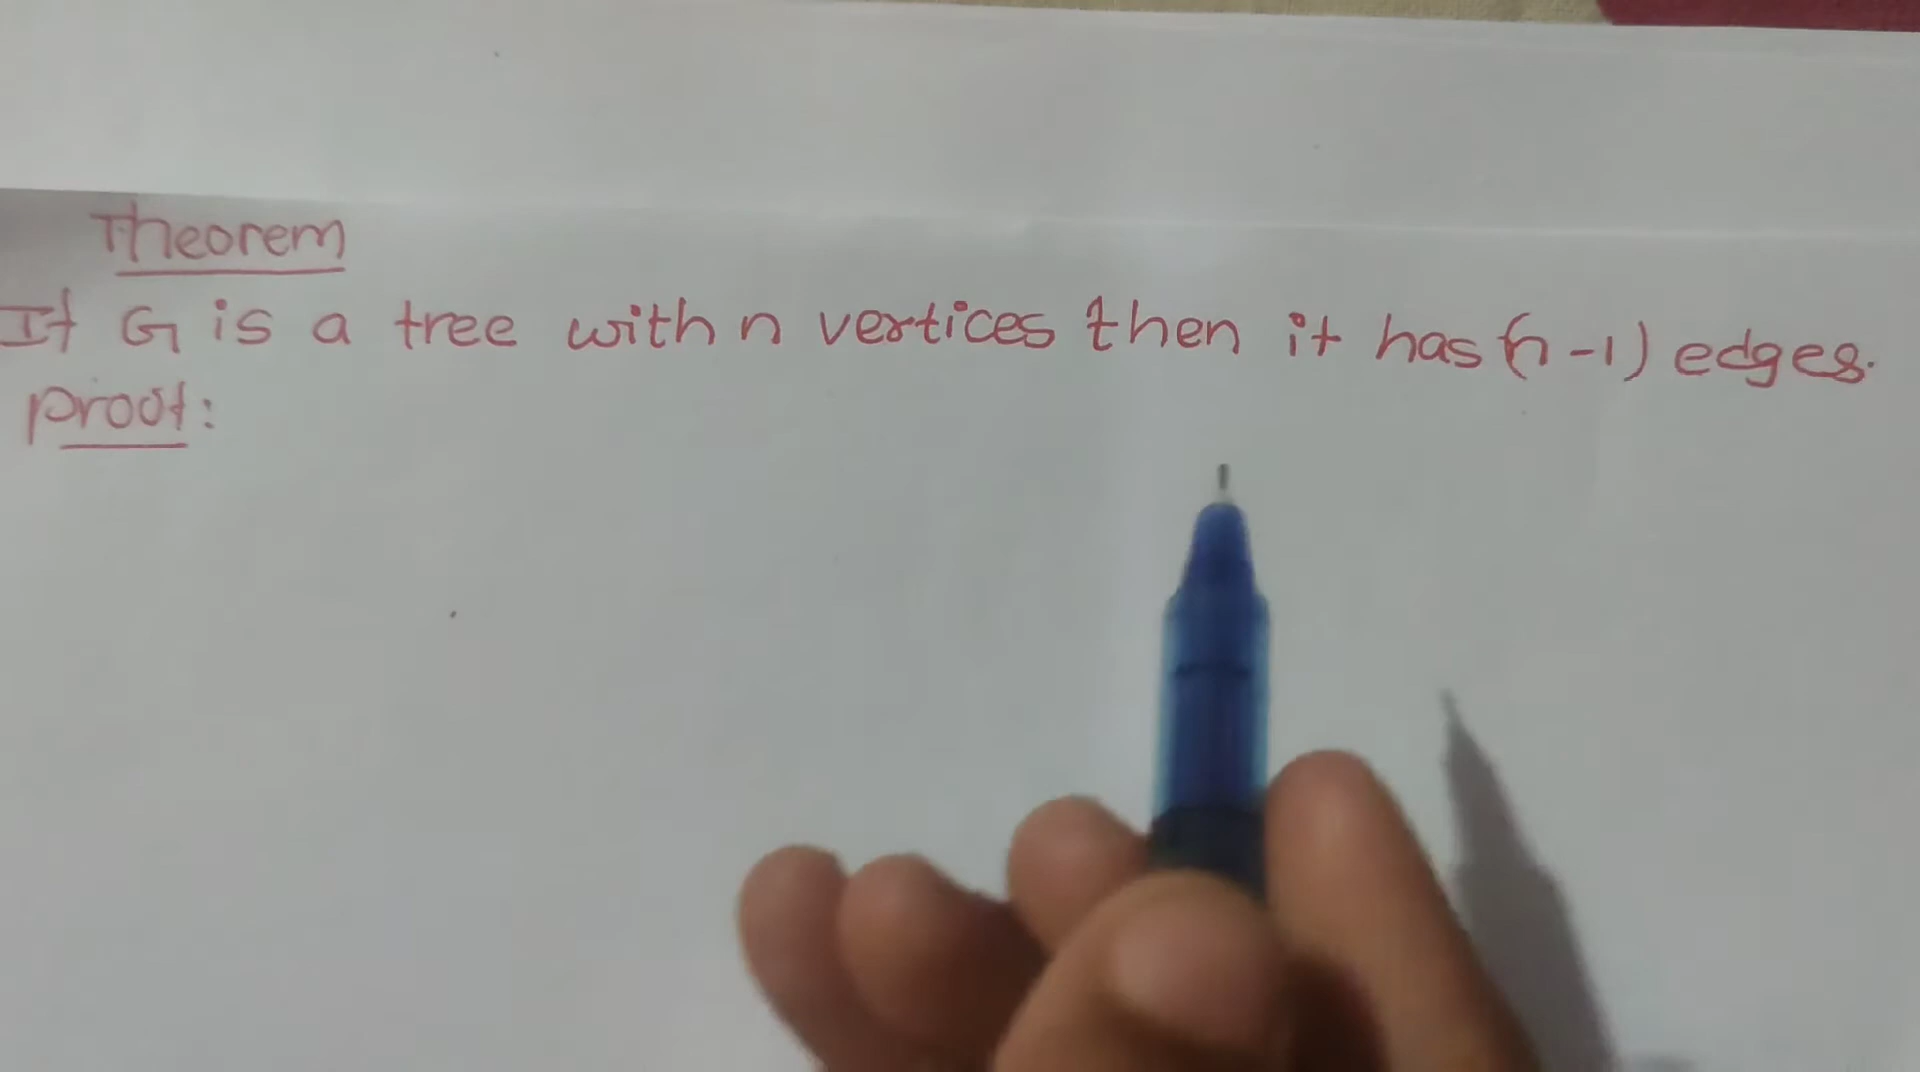 Theorem
If G is a tree with n vertices then it has (n-1) edges.
Proof: